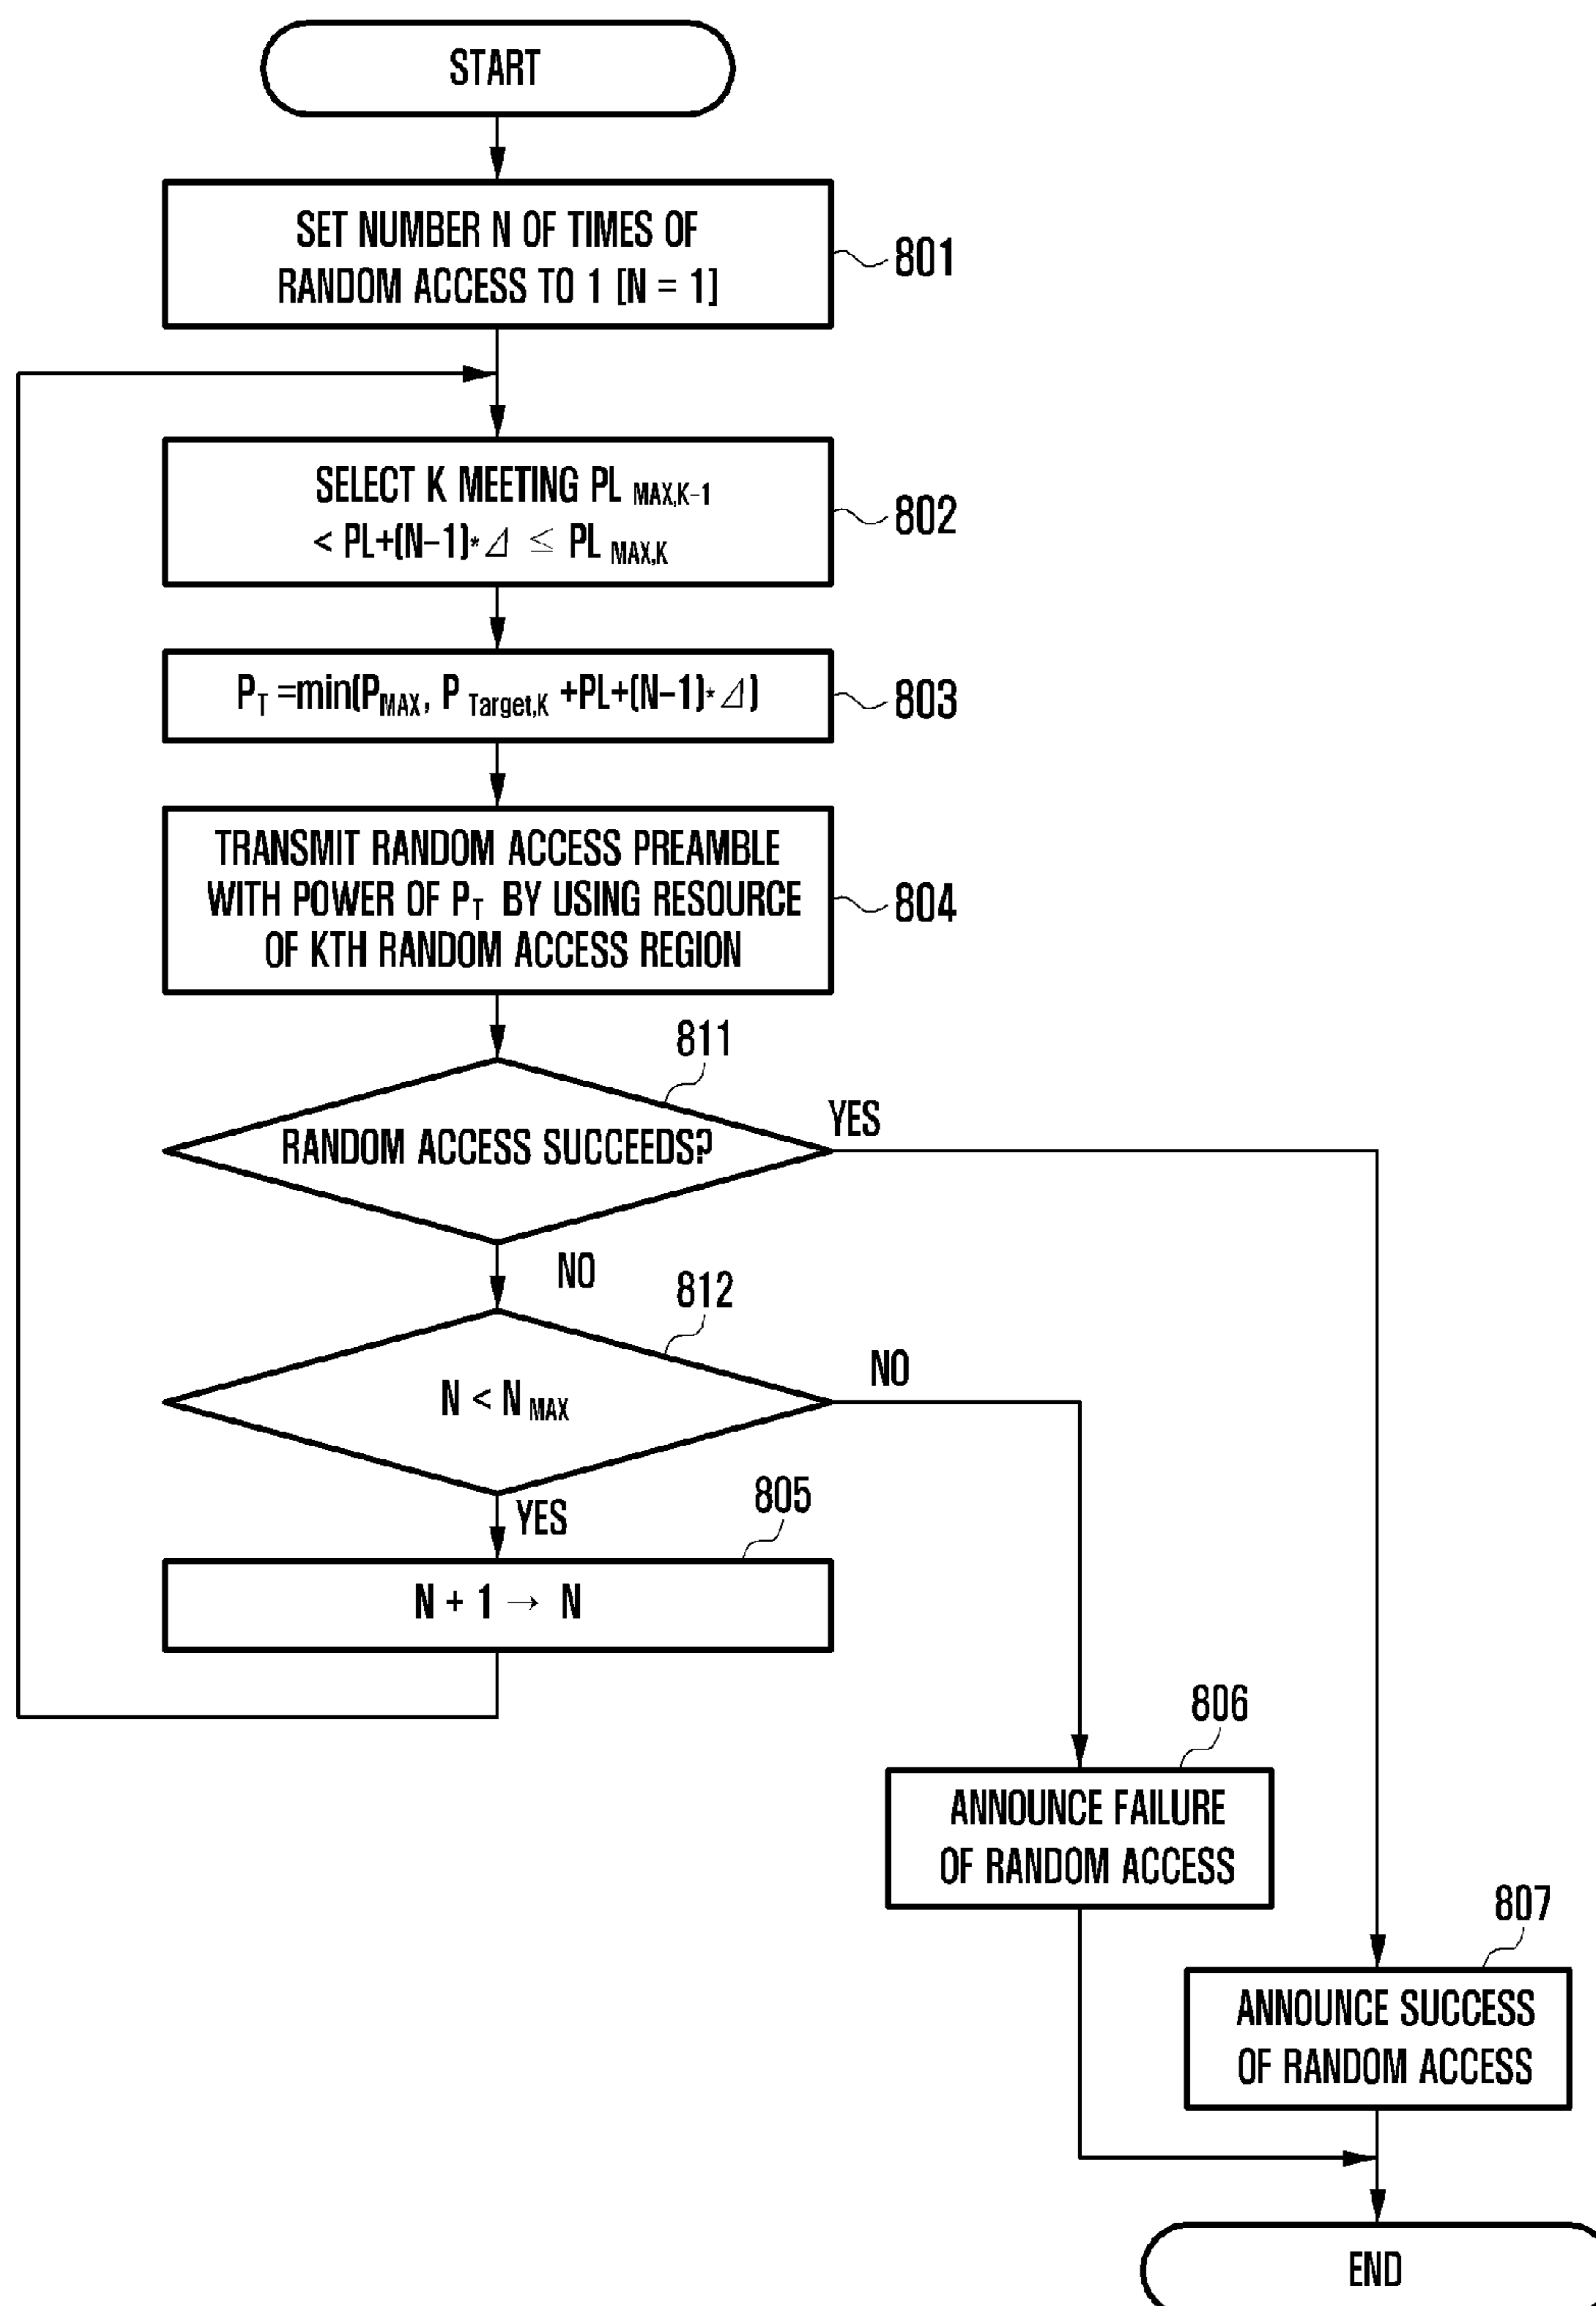 START
SET NUMBER N OF TIMES OF
RANDOM ACCESS TO 1 [N = 1]
801
SELECT K MEETING PL MAX,K-1
< PL+(N-1)*⊿ ≤ PL MAX,K
802
PT =min(PMAX, P Target,K +PL+(N-1)*⊿)
803
TRANSMIT RANDOM ACCESS PREAMBLE
WITH POWER OF PT BY USING RESOURCE
OF KTH RANDOM ACCESS REGION
804
811
RANDOM ACCESS SUCCEEDS?
YES
NO
812
N < N MAX
NO
YES
805
N + 1 → N
806
ANNOUNCE FAILURE
OF RANDOM ACCESS
807
ANNOUNCE SUCCESS
OF RANDOM ACCESS
END